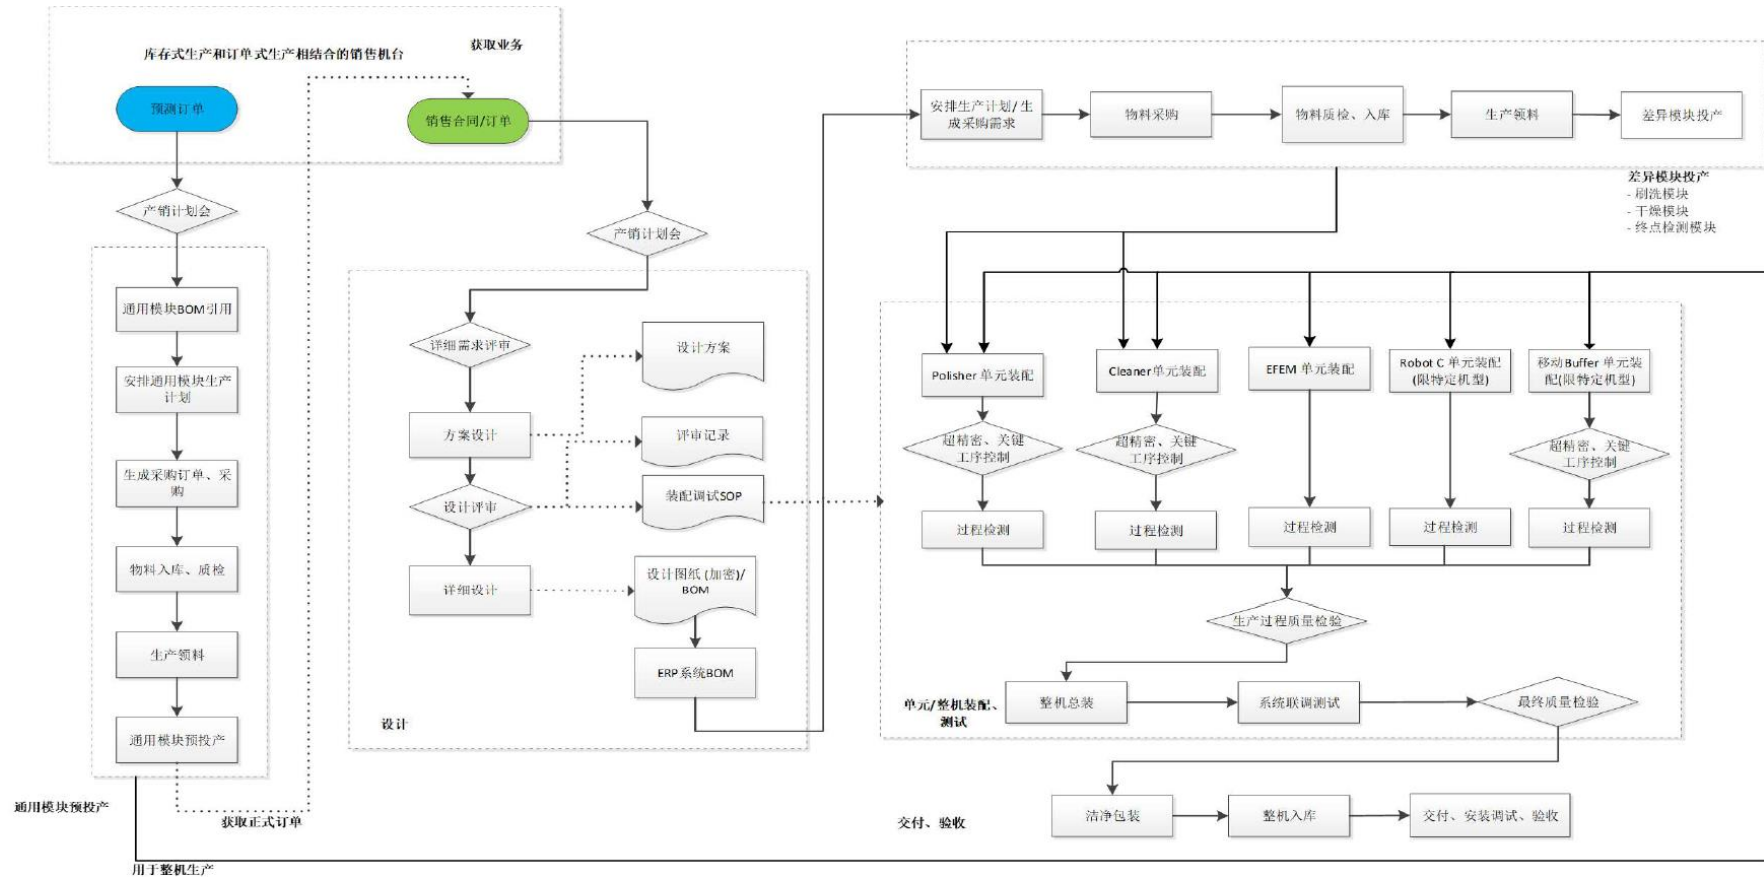 库存式生产和订单式生产相结合的销售机台
获取业务
预测订单
销售合同/订单
产销计划会
通用模块BOM引用
安排通用模块生产
计划
生成采购订单、采
购
物料入库、质检
生产领料
通用模块预投产
通用模块预投产
获取正式订单
用于整机生产
产销计划会
详细需求评审
方案设计
设计评审
详细设计
设计方案
评审记录
装配调试SOP
设计图纸 (加密)/
BOM
ERP系统BOM
设计
安排生产计划/生
成采购需求
物料采购
物料质检、入库
生产领料
差异模块投产
差异模块投产
- 刷洗模块
- 干燥模块
- 终点检测模块
Polisher 单元装配
Cleaner单元装配
EFEM 单元装配
Robot C 单元装配
(限特定机型)
移动Buffer 单元装
配(限特定机型)
超精密、关键
工序控制
超精密、关键
工序控制
超精密、关键
工序控制
过程检测
过程检测
过程检测
过程检测
过程检测
生产过程质量检验
单元/整机装配、
测试
整机总装
系统联调测试
最终质量检验
交付、验收
洁净包装
整机入库
交付、安装调试、验收